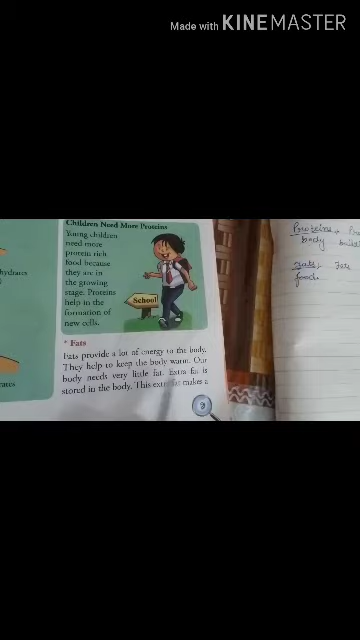 Made with KINEMASTER
Children Need More Proteins
Young children
need more
protein rich
food because
they are in
the growing
stage. Proteins
help in the
formation of
new cells.
School
* Fats
Fats provide a lot of energy to the body.
They help to keep the body warm. Our
body needs very little fat. Extra fat is
stored in the body. This extra fat makes a
9
Proteins
body
Fats: Fats
food.